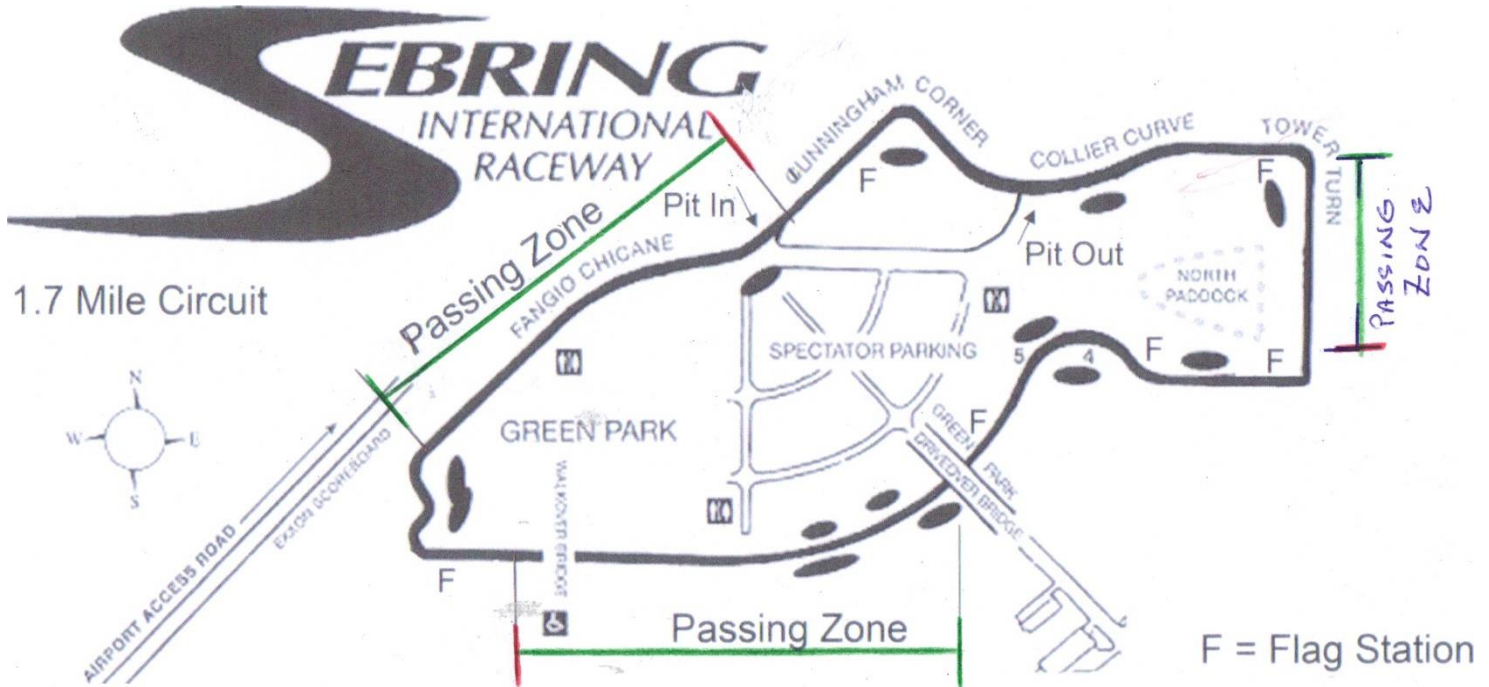 SEBRING
INTERNATIONAL
RACEWAY
CUNNINGHAM CORNER
COLLIER CURVE
TOWER TURN
F
F
Pit In
Passing Zone
FANGIO CHICANE
PASSING
ZONE
Pit Out
NORTH
PADDOCK
1.7 Mile Circuit
SPECTATOR PARKING
5
4
F
F
N
W
E
S
GREEN PARK
GREEN PARK
DRIVEOVER BRIDGE
F
WALKOVER BRIDGE
AIRPORT ACCESS ROAD
EXXON SCOREBOARD
F
Passing Zone
F = Flag Station